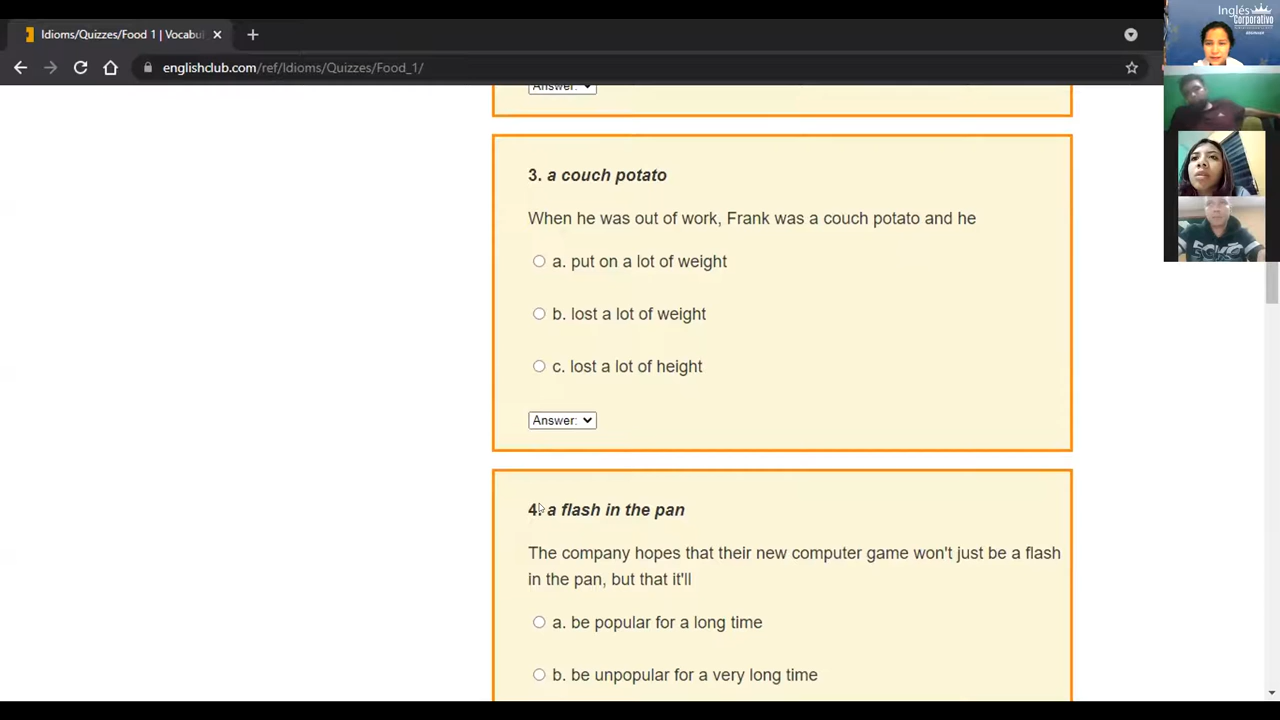 Idioms/Quizzes/Food 1 | Vocabul
englishclub.com/ref/Idioms/Quizzes/Food_1/
Inglés
Corporativo
Answer:
3. a couch potato
When he was out of work, Frank was a couch potato and he
a. put on a lot of weight
b. lost a lot of weight
c. lost a lot of height
Answer:
4. a flash in the pan
The company hopes that their new computer game won't just be a flash
in the pan, but that it'll
a. be popular for a long time
b. be unpopular for a very long time